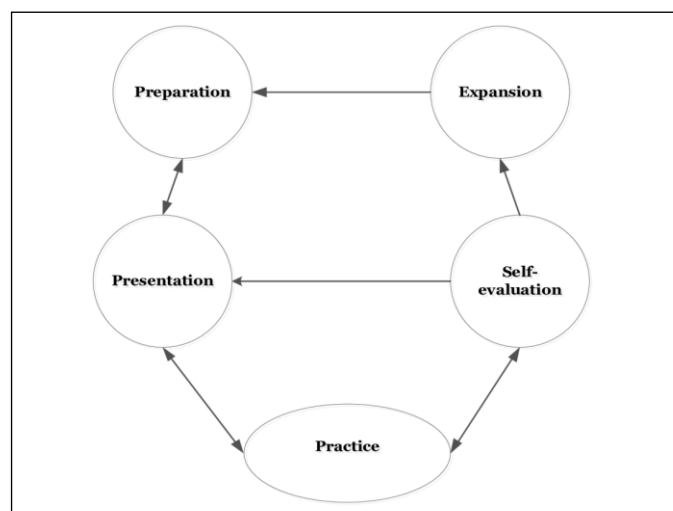 Preparation
Expansion
Presentation
Self-
evaluation
Practice